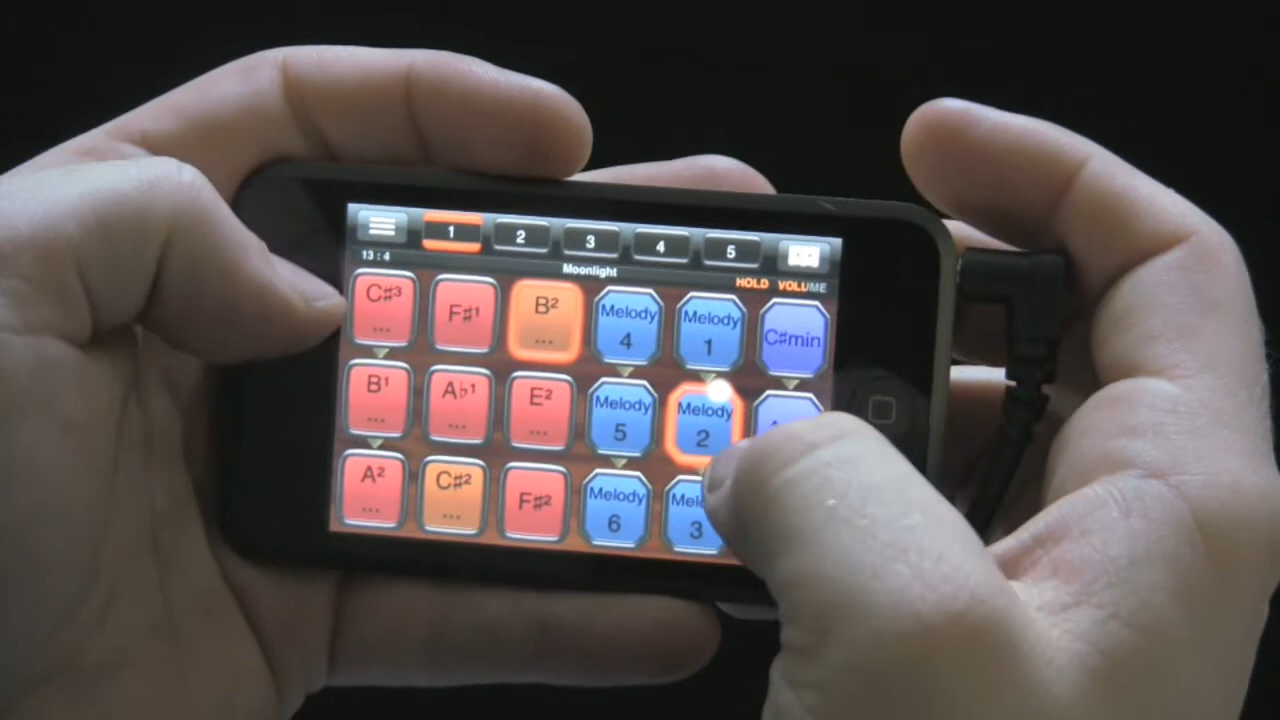 1 2 3 4 5
13 : 4 Moonlight HOLD VOLUME
C♯³ ... F♯¹ B² ... Melody 4 Melody 1 C♯min
B¹ ... A♭¹ ... E² ... Melody 5 Melody 2
A² ... C♯² ... F♯² Melody 6 3